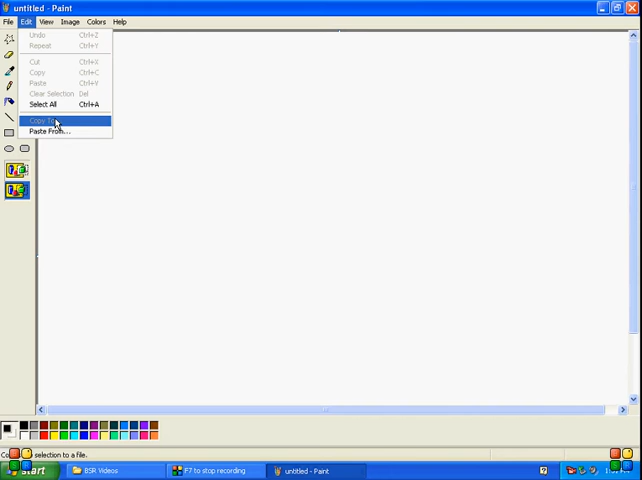 untitled - Paint
File Edit View Image Colors Help
Undo Ctrl+Z
Repeat Ctrl+Y
Cut Ctrl+X
Copy Ctrl+C
Paste Ctrl+V
Clear Selection Del
Select All Ctrl+A
Copy To
Paste From...
selection to a file.
start
BSR Videos
F7 to stop recording
untitled - Paint